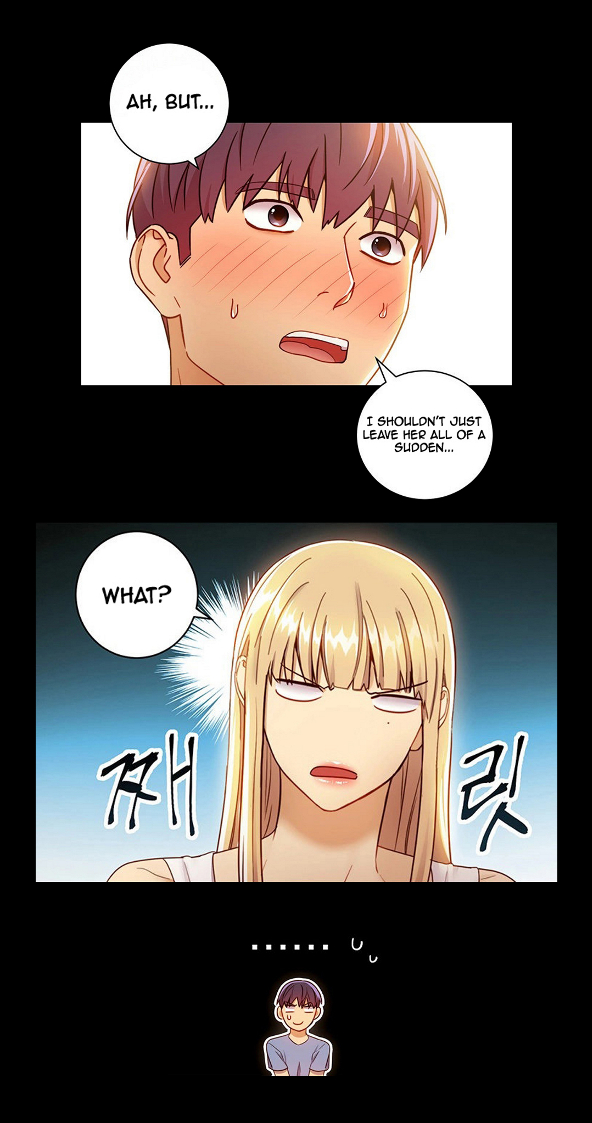 AH, BUT...
I SHOULDN'T JUST
LEAVE HER ALL OF A
SUDDEN...
WHAT?
째릿
......